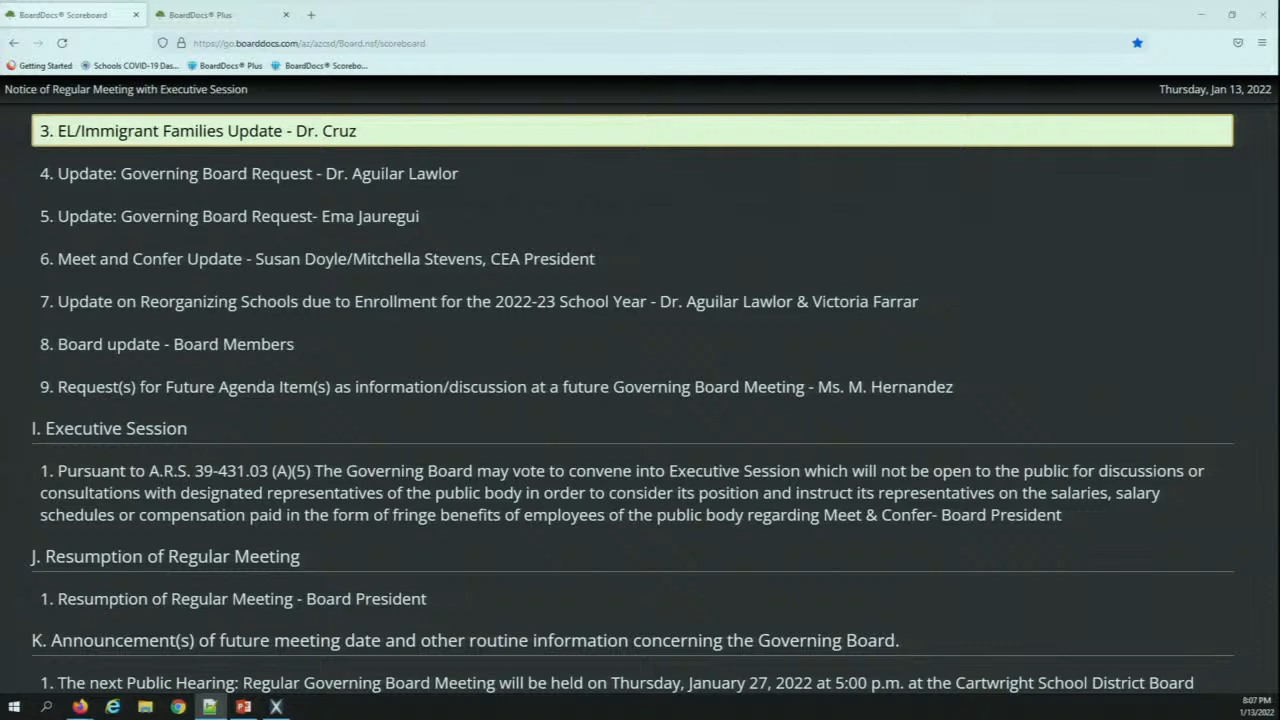 BoardDocs® Scoreboard
BoardDocs® Plus
https://go.boarddocs.com/az/azcsd/Board.nsf/scoreboard
Getting Started
Schools COVID-19 Das...
BoardDocs® Plus
BoardDocs® Scorebo...
Notice of Regular Meeting with Executive Session
Thursday, Jan 13, 2022
3. EL/Immigrant Families Update - Dr. Cruz
4. Update: Governing Board Request - Dr. Aguilar Lawlor
5. Update: Governing Board Request- Ema Jauregui
6. Meet and Confer Update - Susan Doyle/Mitchella Stevens, CEA President
7. Update on Reorganizing Schools due to Enrollment for the 2022-23 School Year - Dr. Aguilar Lawlor & Victoria Farrar
8. Board update - Board Members
9. Request(s) for Future Agenda Item(s) as information/discussion at a future Governing Board Meeting - Ms. M. Hernandez
I. Executive Session
1. Pursuant to A.R.S. 39-431.03 (A)(5) The Governing Board may vote to convene into Executive Session which will not be open to the public for discussions or
consultations with designated representatives of the public body in order to consider its position and instruct its representatives on the salaries, salary
schedules or compensation paid in the form of fringe benefits of employees of the public body regarding Meet & Confer- Board President
J. Resumption of Regular Meeting
1. Resumption of Regular Meeting - Board President
K. Announcement(s) of future meeting date and other routine information concerning the Governing Board.
1. The next Public Hearing: Regular Governing Board Meeting will be held on Thursday, January 27, 2022 at 5:00 p.m. at the Cartwright School District Board
8:07 PM
1/13/2022